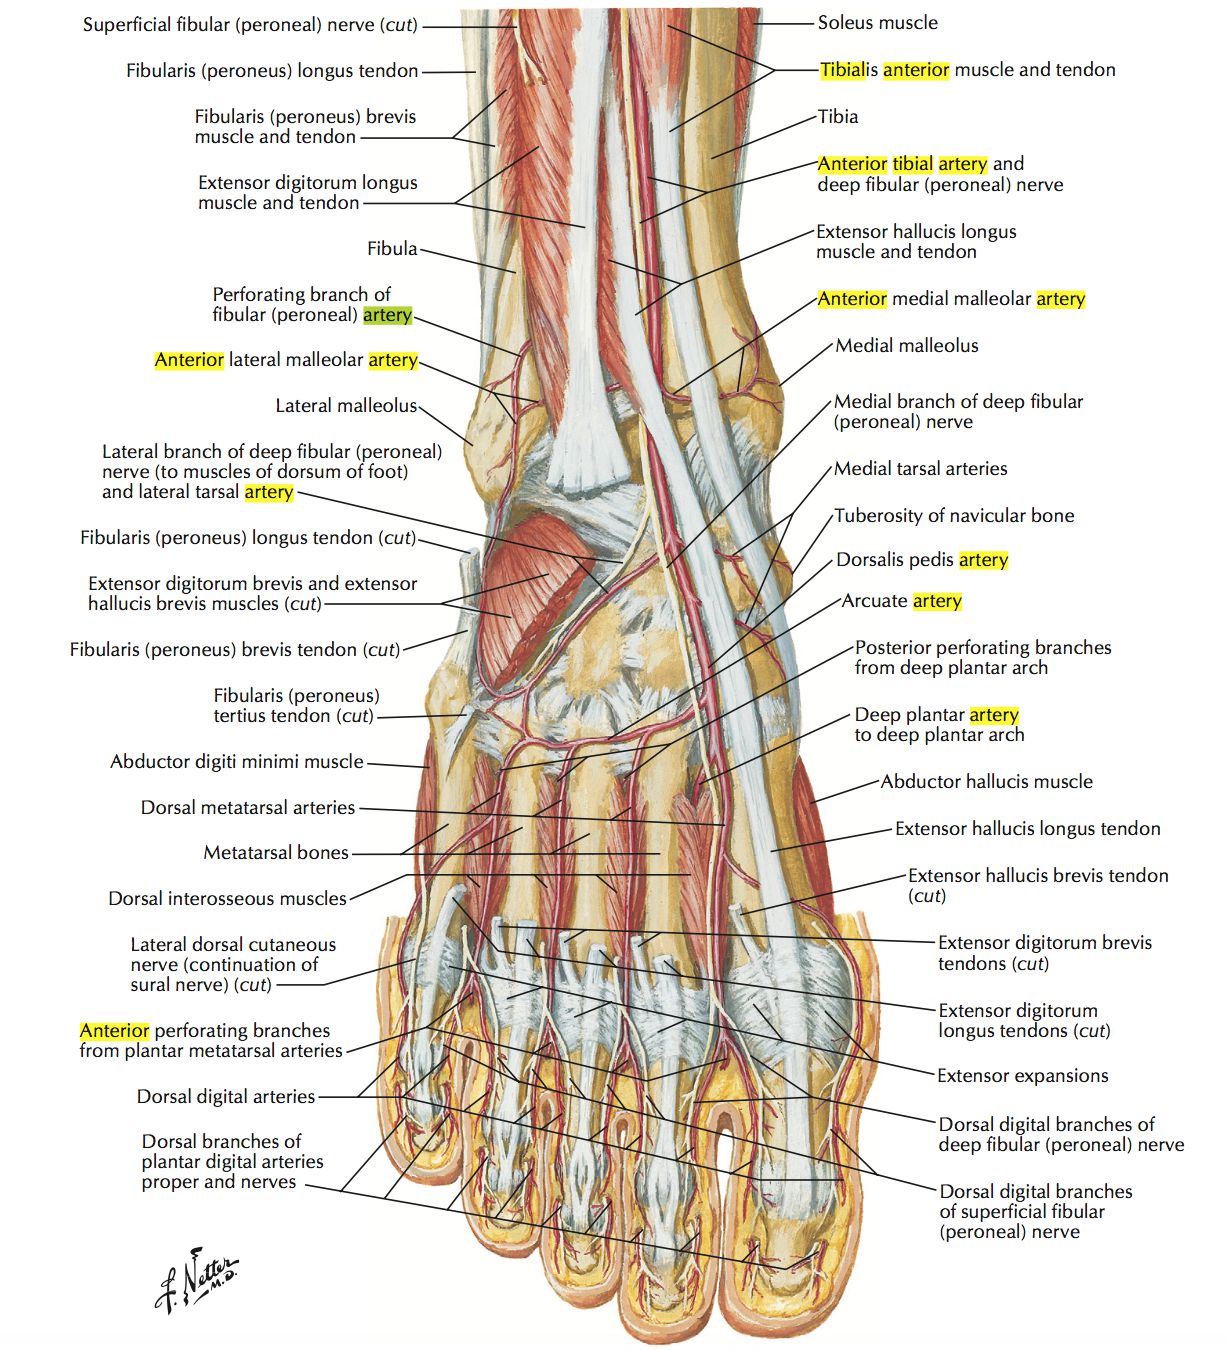 Superficial fibular (peroneal) nerve (cut)
Fibularis (peroneus) longus tendon
Fibularis (peroneus) brevis
muscle and tendon
Extensor digitorum longus
muscle and tendon
Fibula
Perforating branch of
fibular (peroneal) artery
Anterior lateral malleolar artery
Lateral malleolus
Lateral branch of deep fibular (peroneal)
nerve (to muscles of dorsum of foot)
and lateral tarsal artery
Fibularis (peroneus) longus tendon (cut)
Extensor digitorum brevis and extensor
hallucis brevis muscles (cut)
Fibularis (peroneus) brevis tendon (cut)
Fibularis (peroneus)
tertius tendon (cut)
Abductor digiti minimi muscle
Dorsal metatarsal arteries
Metatarsal bones
Dorsal interosseous muscles
Lateral dorsal cutaneous
nerve (continuation of
sural nerve) (cut)
Anterior perforating branches
from plantar metatarsal arteries
Dorsal digital arteries
Dorsal branches of
plantar digital arteries
proper and nerves
Soleus muscle
Tibialis anterior muscle and tendon
Tibia
Anterior tibial artery and
deep fibular (peroneal) nerve
Extensor hallucis longus
muscle and tendon
Anterior medial malleolar artery
Medial malleolus
Medial branch of deep fibular
(peroneal) nerve
Medial tarsal arteries
Tuberosity of navicular bone
Dorsalis pedis artery
Arcuate artery
Posterior perforating branches
from deep plantar arch
Deep plantar artery
to deep plantar arch
Abductor hallucis muscle
Extensor hallucis longus tendon
Extensor hallucis brevis tendon
(cut)
Extensor digitorum brevis
tendons (cut)
Extensor digitorum
longus tendons (cut)
Extensor expansions
Dorsal digital branches of
deep fibular (peroneal) nerve
Dorsal digital branches
of superficial fibular
(peroneal) nerve
F. Netter
M.D.